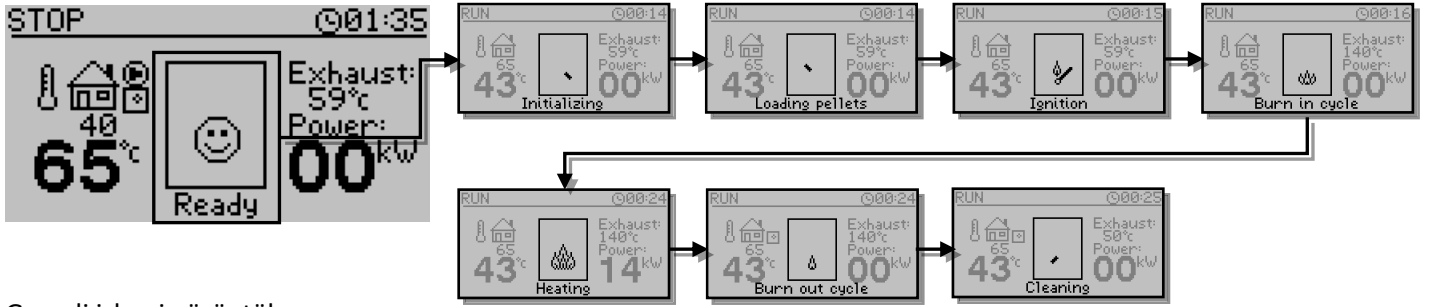 STOP 01:35
Exhaust:
59°c
40
Power:
65°c
00kW
Ready
RUN 00:14
Exhaust:
59°c
65
Power:
43°c
00kW
Initializing
RUN 00:14
Exhaust:
59°c
65
Power:
43°c
00kW
Loading pellets
RUN 00:15
Exhaust:
59°c
65
Power:
43°c
00kW
Ignition
RUN 00:16
Exhaust:
140°c
65
Power:
43°c
00kW
Burn in cycle
RUN 00:24
Exhaust:
140°c
65
Power:
43°c
14kW
Heating
RUN 00:24
Exhaust:
140°c
65
Power:
43°c
00kW
Burn out cycle
RUN 00:25
Exhaust:
50°c
65
Power:
43°c
00kW
Cleaning